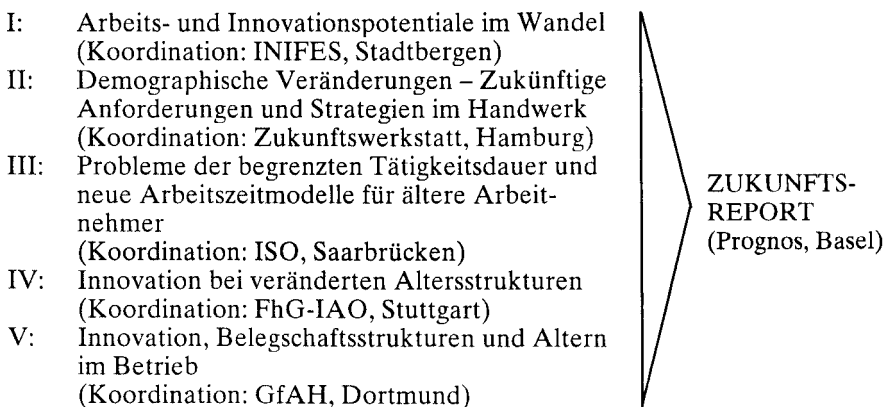 I: Arbeits- und Innovationspotentiale im Wandel
(Koordination: INIFES, Stadtbergen)
II: Demographische Veränderungen – Zukünftige
Anforderungen und Strategien im Handwerk
(Koordination: Zukunftswerkstatt, Hamburg)
III: Probleme der begrenzten Tätigkeitsdauer und
neue Arbeitszeitmodelle für ältere Arbeit-
nehmer
(Koordination: ISO, Saarbrücken)
IV: Innovation bei veränderten Altersstrukturen
(Koordination: FhG-IAO, Stuttgart)
V: Innovation, Belegschaftsstrukturen und Altern
im Betrieb
(Koordination: GfAH, Dortmund)
ZUKUNFTS-
REPORT
(Prognos, Basel)